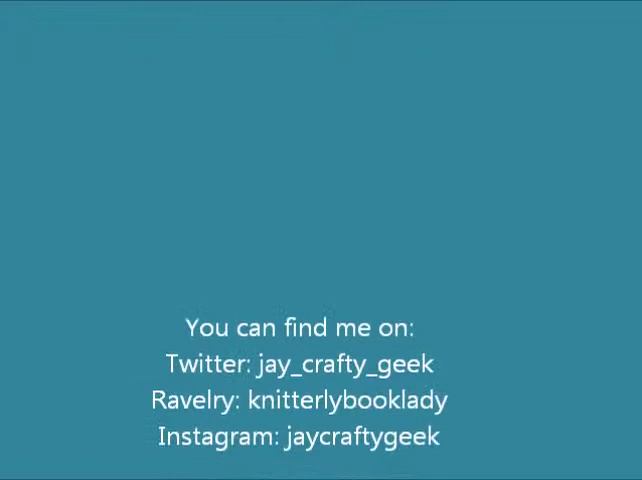 You can find me on:
Twitter: jay_crafty_geek
Ravelry: knitterlybooklady
Instagram: jaycraftygeek